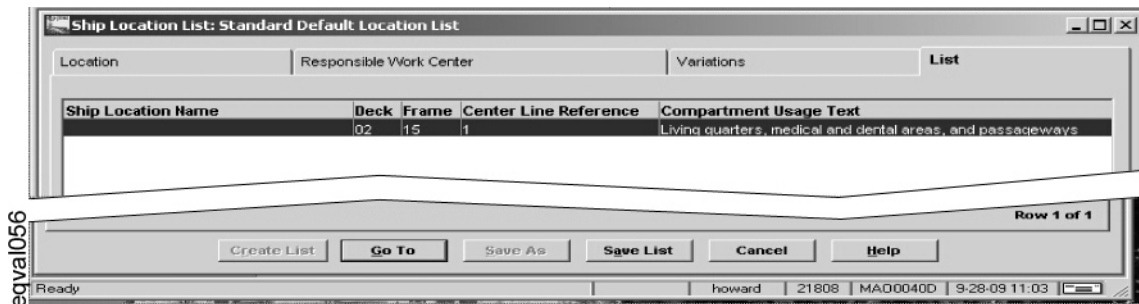 Ship Location List: Standard Default Location List
Location Responsible Work Center Variations List
Ship Location Name Deck Frame Center Line Reference Compartment Usage Text
02 15 1 Living quarters, medical and dental areas, and passageways
Row 1 of 1
Create List Go To Save As Save List Cancel Help
Ready howard 21808 MAO0040D 9-28-09 11:03
eqval056